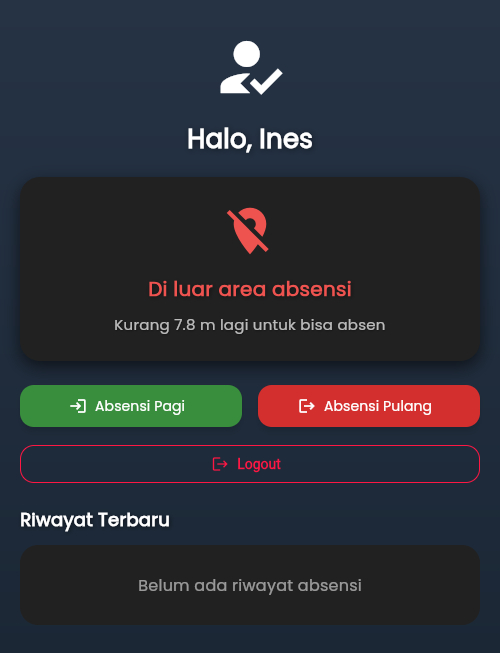 Halo, Ines
Di luar area absensi
Kurang 7.8 m lagi untuk bisa absen
Absensi Pagi
Absensi Pulang
Logout
Riwayat Terbaru
Belum ada riwayat absensi